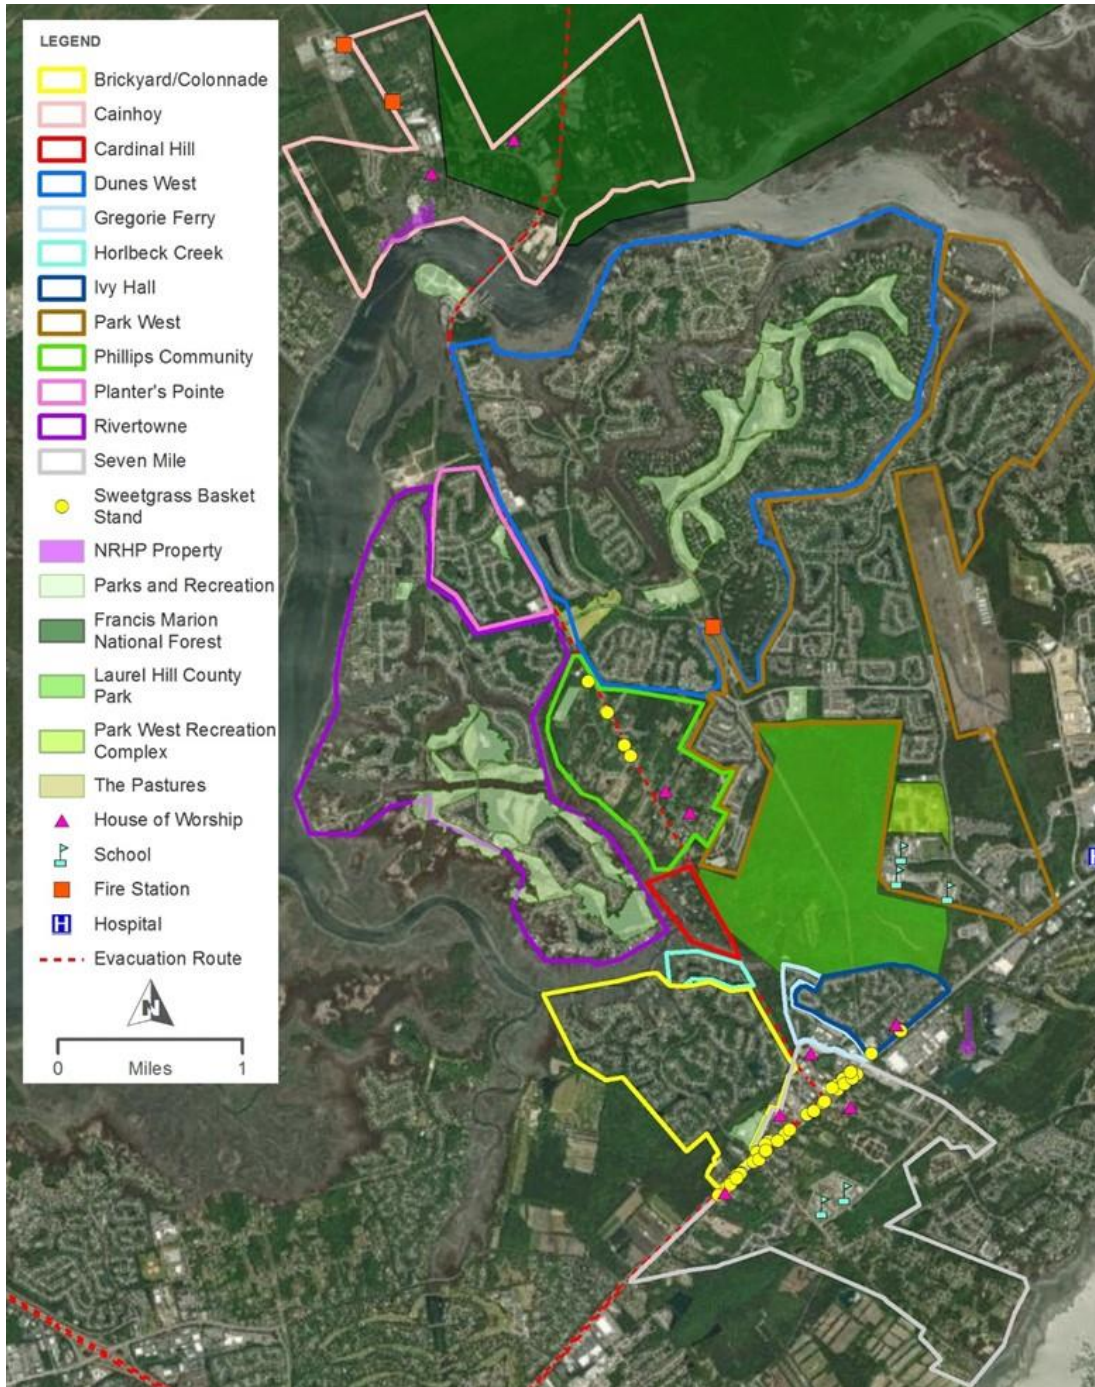 LEGEND
Brickyard/Colonnade
Cainhoy
Cardinal Hill
Dunes West
Gregorie Ferry
Horlbeck Creek
Ivy Hall
Park West
Phillips Community
Planter's Pointe
Rivertowne
Seven Mile
Sweetgrass Basket
Stand
NRHP Property
Parks and Recreation
Francis Marion
National Forest
Laurel Hill County
Park
Park West Recreation
Complex
The Pastures
House of Worship
School
Fire Station
H Hospital
Evacuation Route
N
0 Miles 1
H